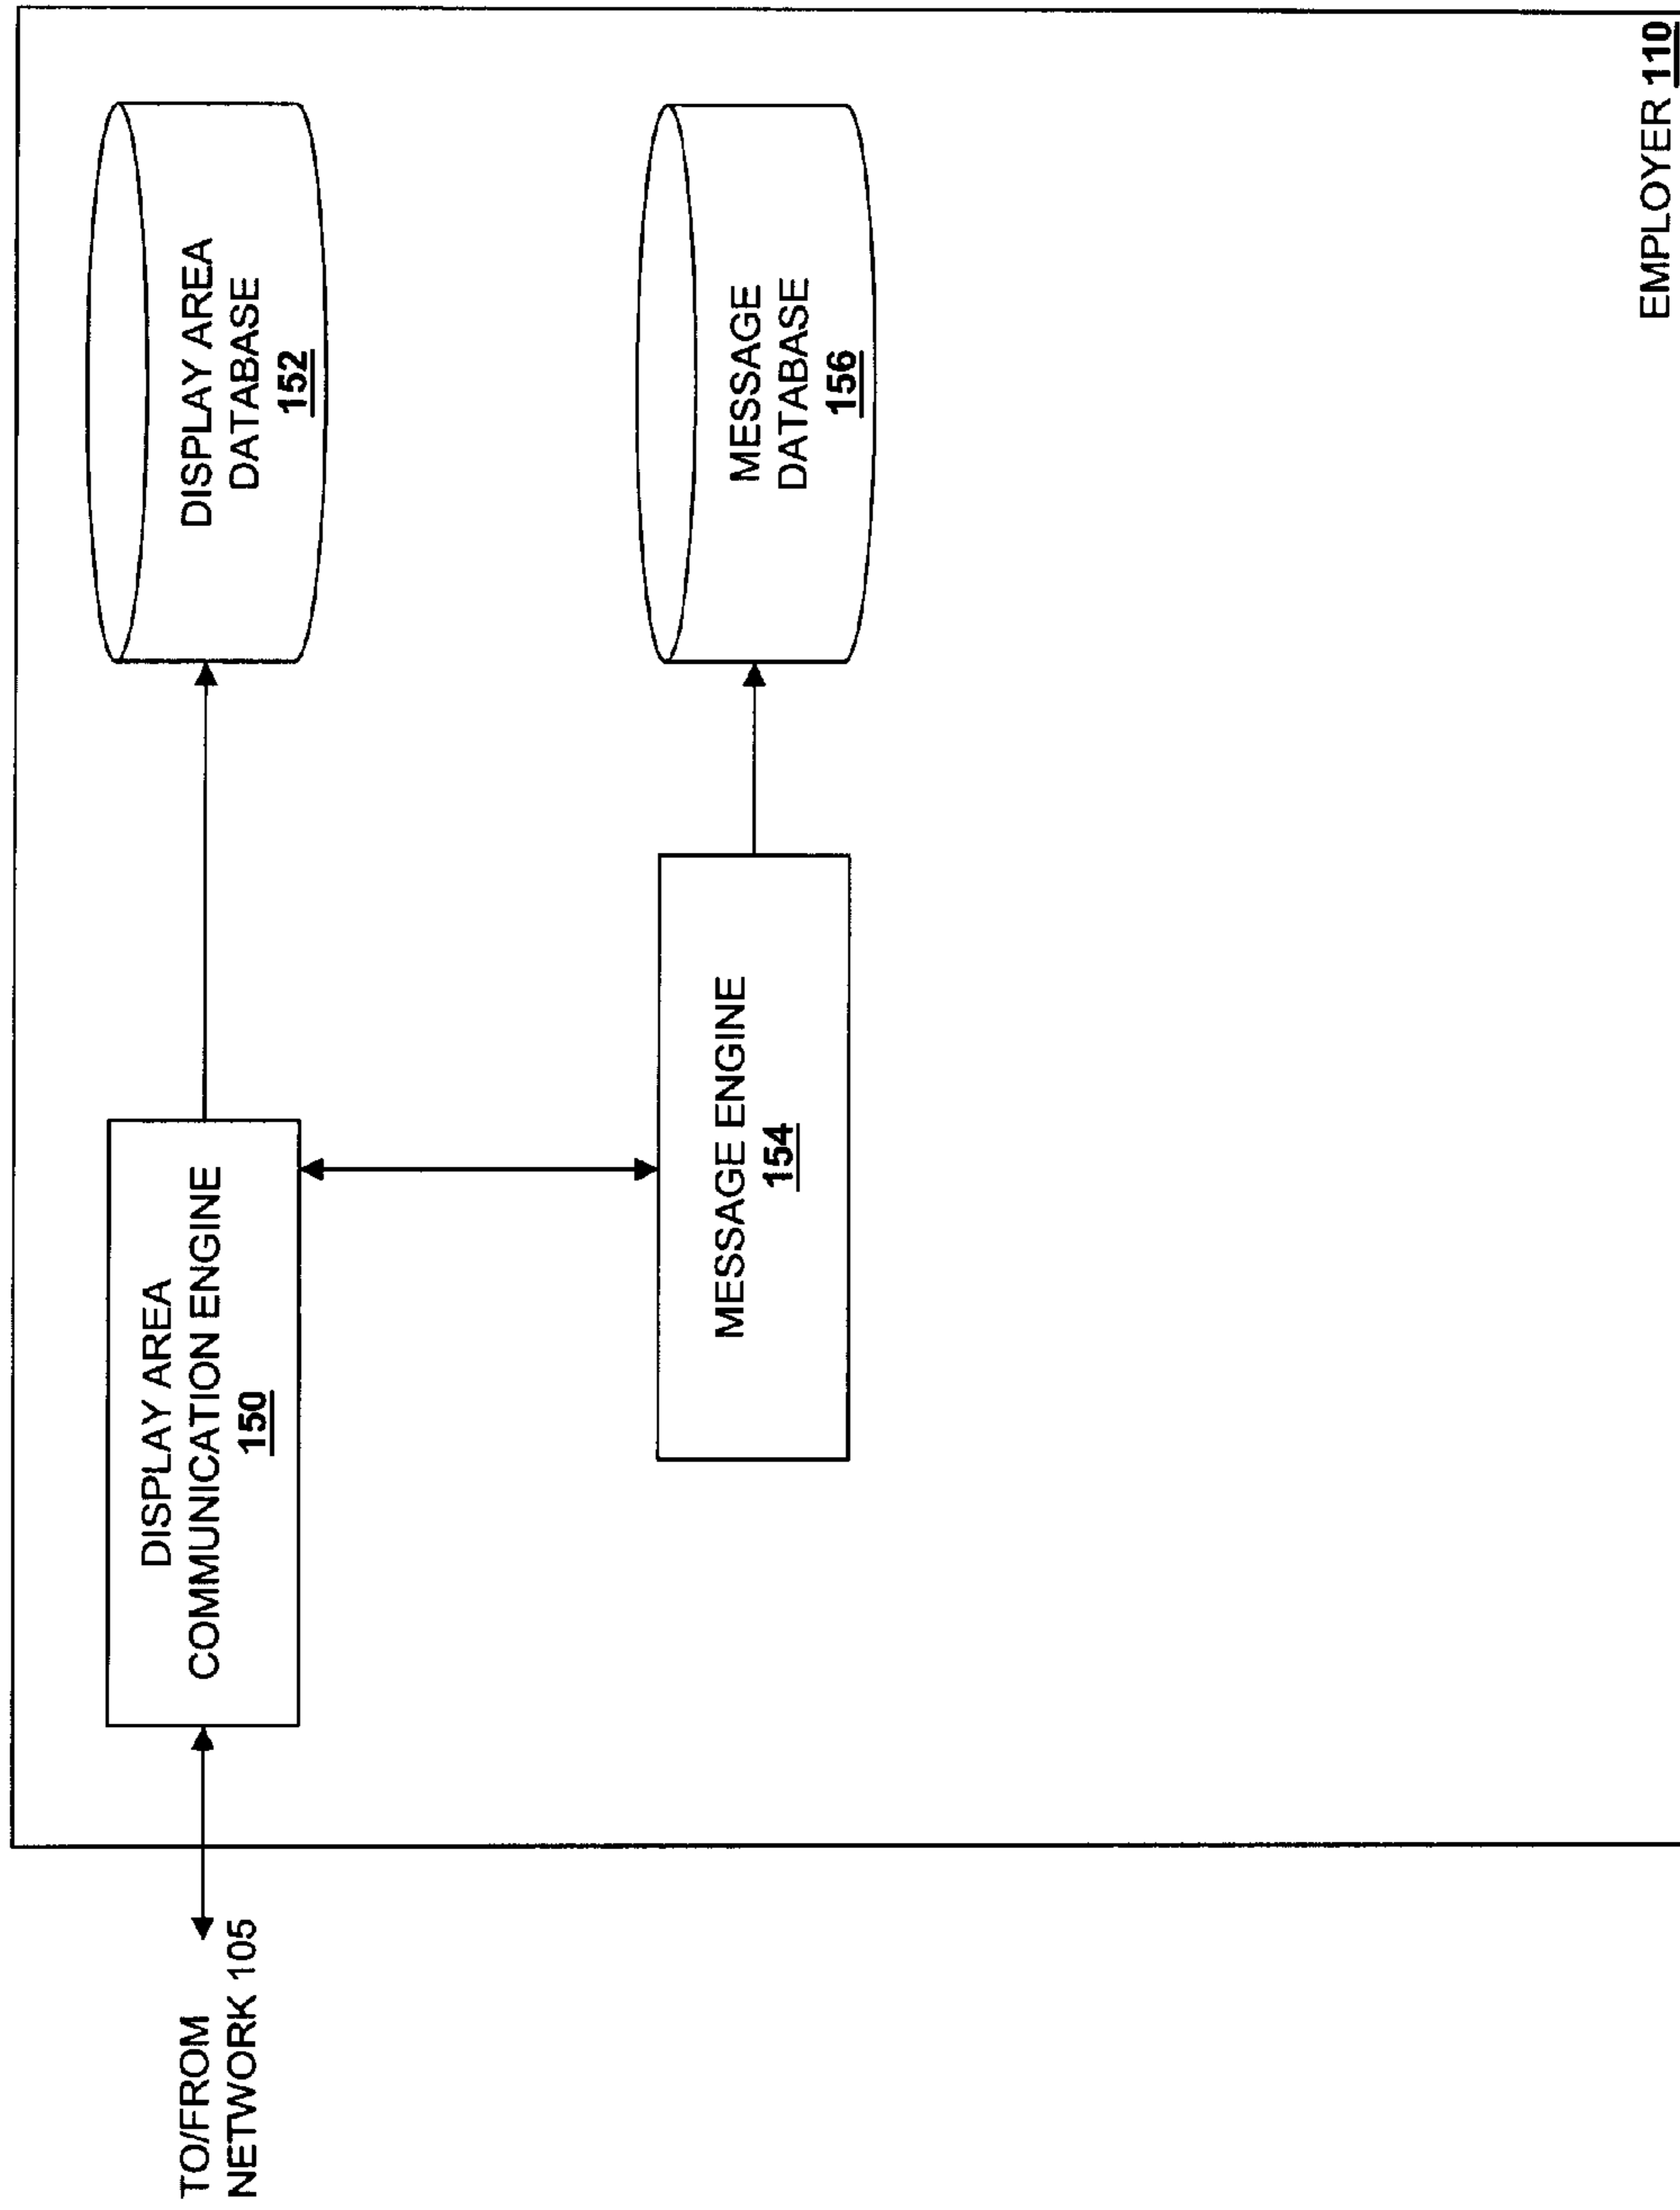 TO/FROM
NETWORK 105
DISPLAY AREA
COMMUNICATION ENGINE
150
DISPLAY AREA
DATABASE
152
MESSAGE ENGINE
154
MESSAGE
DATABASE
156
EMPLOYER 110